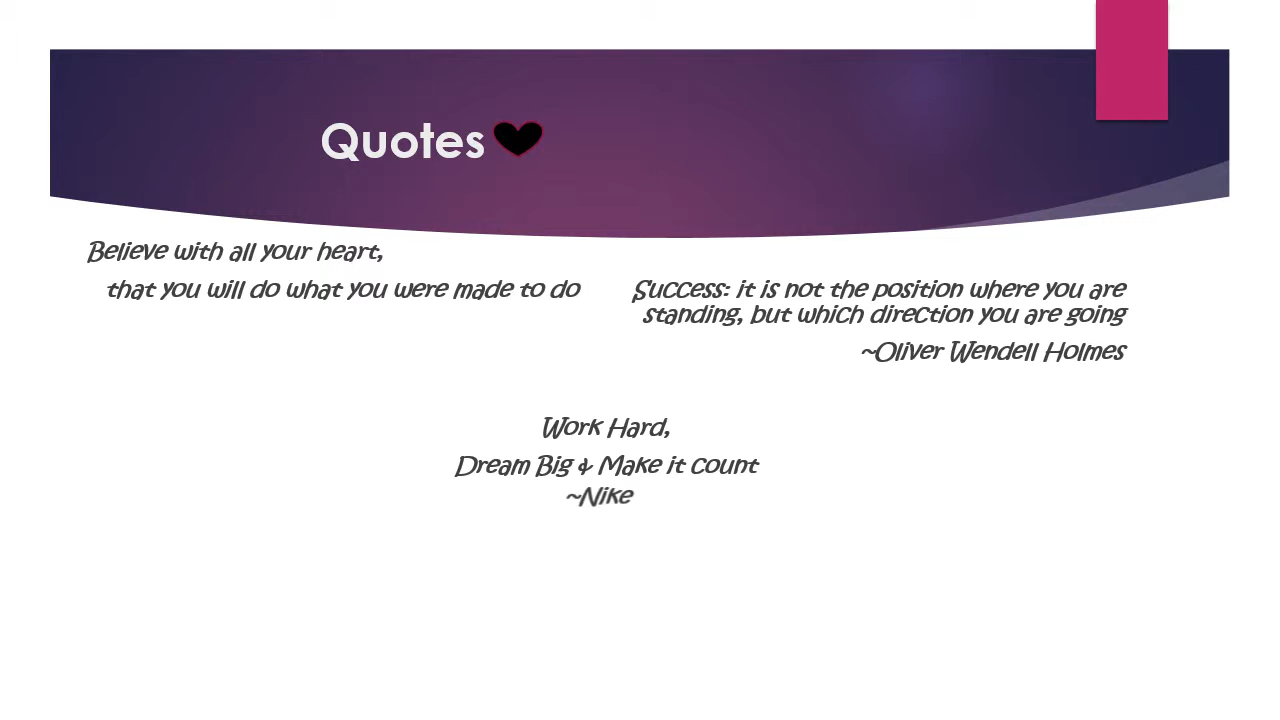 Quotes
Believe with all your heart,
that you will do what you were made to do
Success: it is not the position where you are
standing, but which direction you are going
~Oliver Wendell Holmes
Work Hard,
Dream Big & Make it count
~Nike